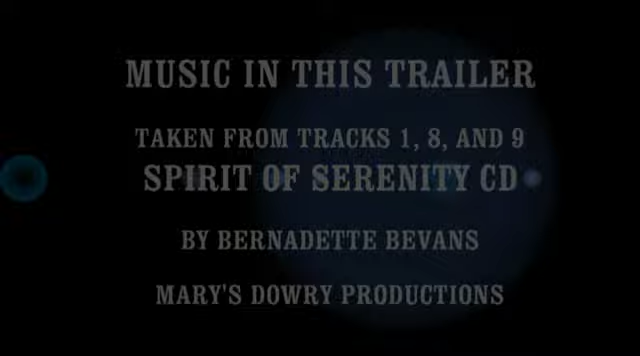 MUSIC IN THIS TRAILER
TAKEN FROM TRACKS 1, 8, AND 9
SPIRIT OF SERENITY CD
BY BERNADETTE BEVANS
MARY'S DOWRY PRODUCTIONS